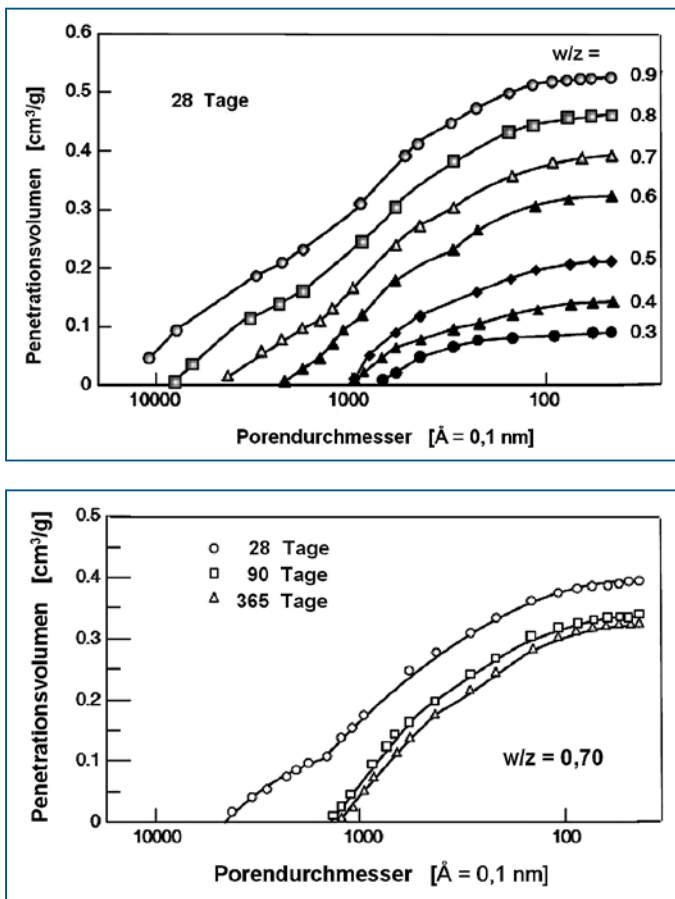 0.6
0.5
0.4
0.3
0.2
0.1
0
Penetrationsvolumen [cm³/g]
28 Tage
w/z =
0.9
0.8
0.7
0.6
0.5
0.4
0.3
10000
1000
100
Porendurchmesser [Å = 0,1 nm]
0.5
0.4
0.3
0.2
0.1
0
Penetrationsvolumen [cm³/g]
28 Tage
90 Tage
365 Tage
w/z = 0,70
10000
1000
100
Porendurchmesser [Å = 0,1 nm]